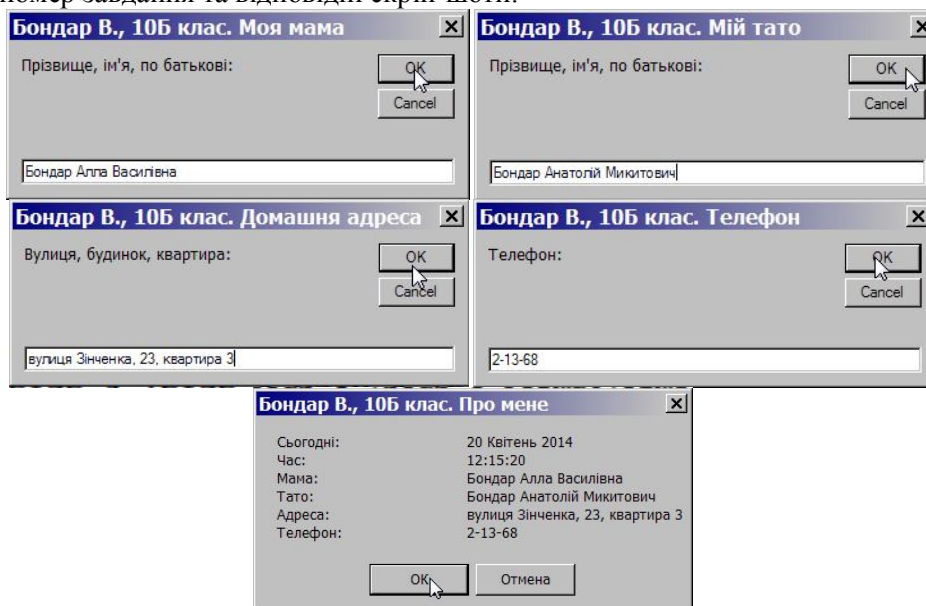 номер завдання та відповідні скрін-шоти.
Бондар В., 10Б клас. Моя мама
Прізвище, ім'я, по батькові:
OK
Cancel
Бондар Алла Василівна
Бондар В., 10Б клас. Мій тато
Прізвище, ім'я, по батькові:
OK
Cancel
Бондар Анатолій Микитович
Бондар В., 10Б клас. Домашня адреса
Вулиця, будинок, квартира:
OK
Cancel
вулиця Зінченка, 23, квартира 3
Бондар В., 10Б клас. Телефон
Телефон:
OK
Cancel
2-13-68
Бондар В., 10Б клас. Про мене
Сьогодні: 20 Квітень 2014
Час: 12:15:20
Мама: Бондар Алла Василівна
Тато: Бондар Анатолій Микитович
Адреса: вулиця Зінченка, 23, квартира 3
Телефон: 2-13-68
OK Отмена